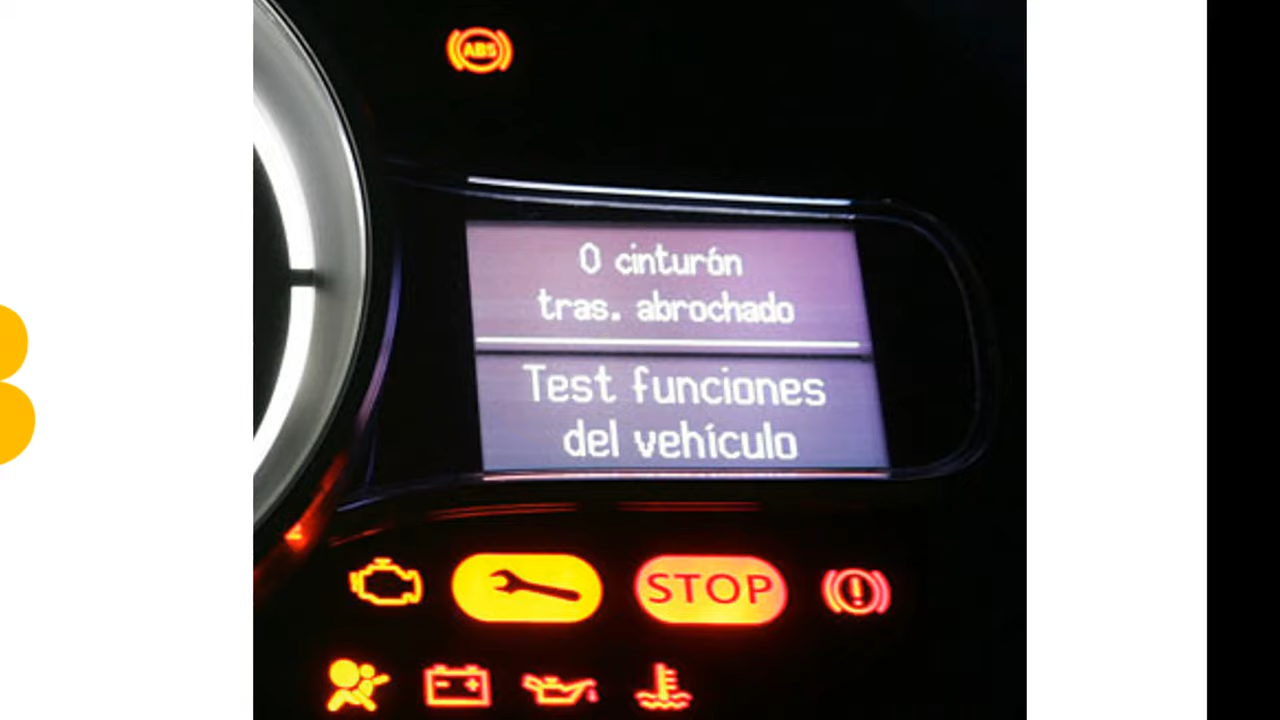 ABS
0 cinturón
tras. abrochado
Test funciones
del vehículo
STOP